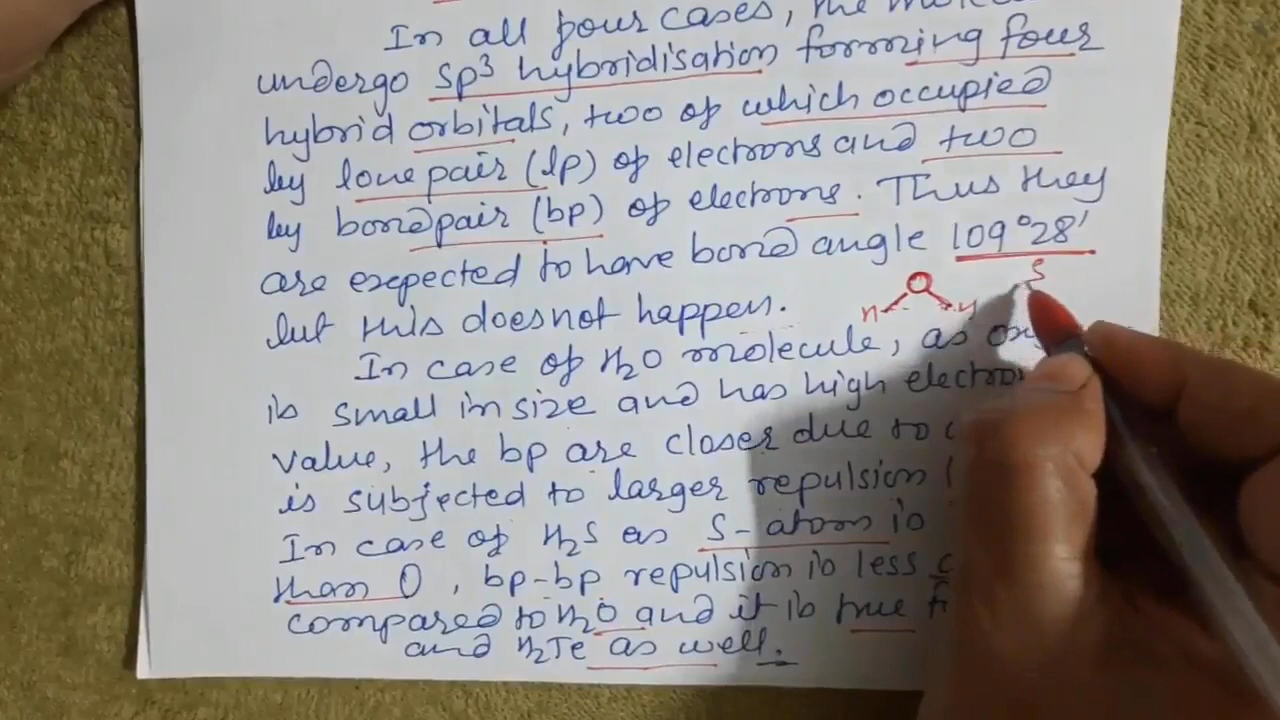 In all four cases, the
undergo sp³ hybridisation forming four
hybrid orbitals, two of which occupied
by lone pair (lp) of electrons and two
by bond pair (bp) of electrons. Thus they
are expected to have bond angle 109°28'
but this does not happen.
O S
H H
In case of H₂O molecule, as
is small in size and has high
value, the bp are closer due to
is subjected to larger repulsion
In case of H₂S as S-atom is
than O, bp-bp repulsion is less
compared to H₂O and it is true
and H₂Te as well.